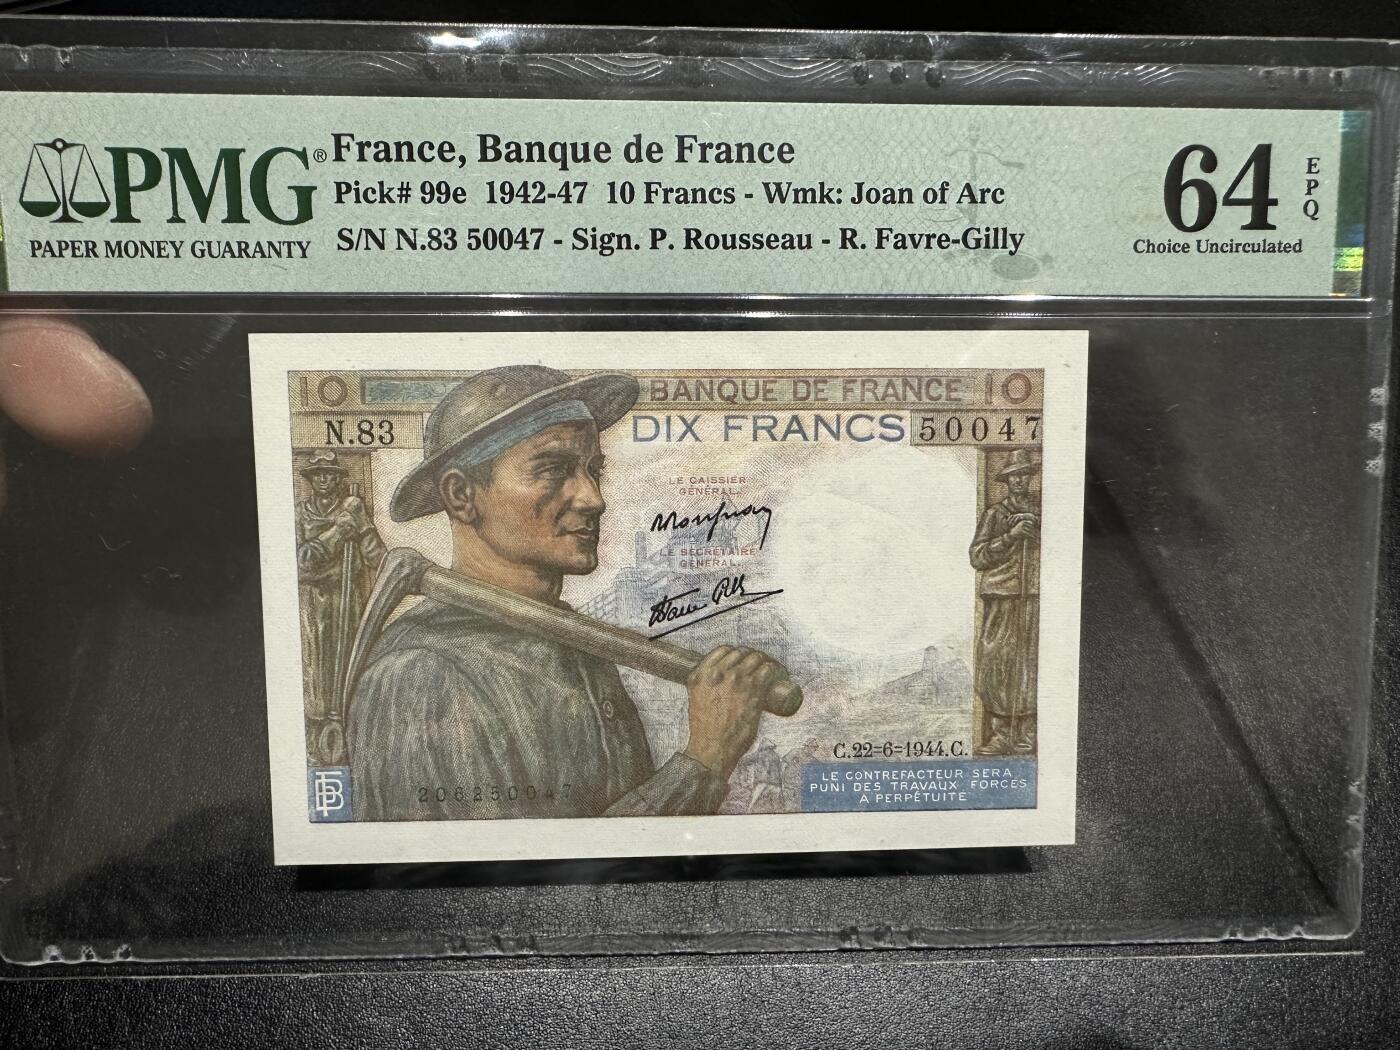 PMG®
PAPER MONEY GUARANTY
France, Banque de France
Pick# 99e 1942-47 10 Francs - Wmk: Joan of Arc
S/N N.83 50047 - Sign. P. Rousseau - R. Favre-Gilly
64 EPQ
Choice Uncirculated
10 BANQUE DE FRANCE 10
N.83 DIX FRANCS 50047
LE CAISSIER
GÉNÉRAL.
LE SECRÉTAIRE
GÉNÉRAL.
C.22=6=1944.C.
LE CONTREFACTEUR SERA
PUNI DES TRAVAUX FORCÉS
A PERPÉTUITÉ
206250047